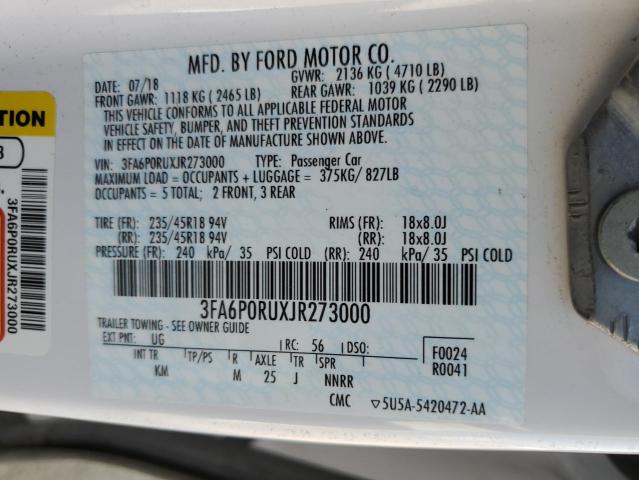 MFD. BY FORD MOTOR CO.
DATE: 07/18 GVWR: 2136 KG ( 4710 LB)
FRONT GAWR: 1118 KG ( 2465 LB) REAR GAWR: 1039 KG ( 2290 LB)
THIS VEHICLE CONFORMS TO ALL APPLICABLE FEDERAL MOTOR
VEHICLE SAFETY, BUMPER, AND THEFT PREVENTION STANDARDS
IN EFFECT ON THE DATE OF MANUFACTURE SHOWN ABOVE.
VIN: 3FA6P0RUXJR273000 TYPE: Passenger Car
MAXIMUM LOAD = OCCUPANTS + LUGGAGE = 375KG/ 827LB
OCCUPANTS = 5 TOTAL; 2 FRONT, 3 REAR
TIRE (FR): 235/45R18 94V RIMS (FR): 18x8.0J
(RR): 235/45R18 94V (RR): 18x8.0J
PRESSURE (FR): 240 kPa/ 35 PSI COLD (RR): 240 kPa/ 35 PSI COLD
3FA6P0RUXJR273000
TRAILER TOWING - SEE OWNER GUIDE
EXT PNT: UG RC: 56 DSO:
INT TR TP/PS R AXLE TR SPR F0024
KM M 25 J NNRR R0041
CMC ▽5U5A-5420472-AA
3FA6P0RUXJR273000